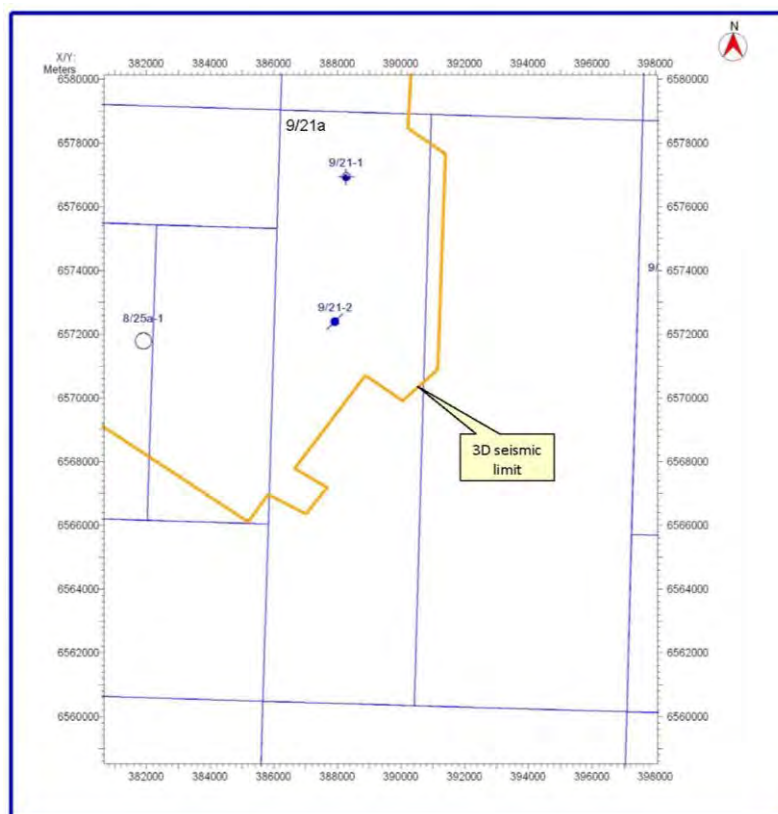 N
X/Y:
Meters
382000 384000 386000 388000 390000 392000 394000 396000 398000
6580000 6580000
9/21a
6578000 6578000
9/21-1
6576000 6576000
6574000 9/ 6574000
9/21-2
8/25a-1
6572000 6572000
6570000 6570000
3D seismic
limit
6568000 6568000
6566000 6566000
6564000 6564000
6562000 6562000
6560000 6560000
382000 384000 386000 388000 390000 392000 394000 396000 398000